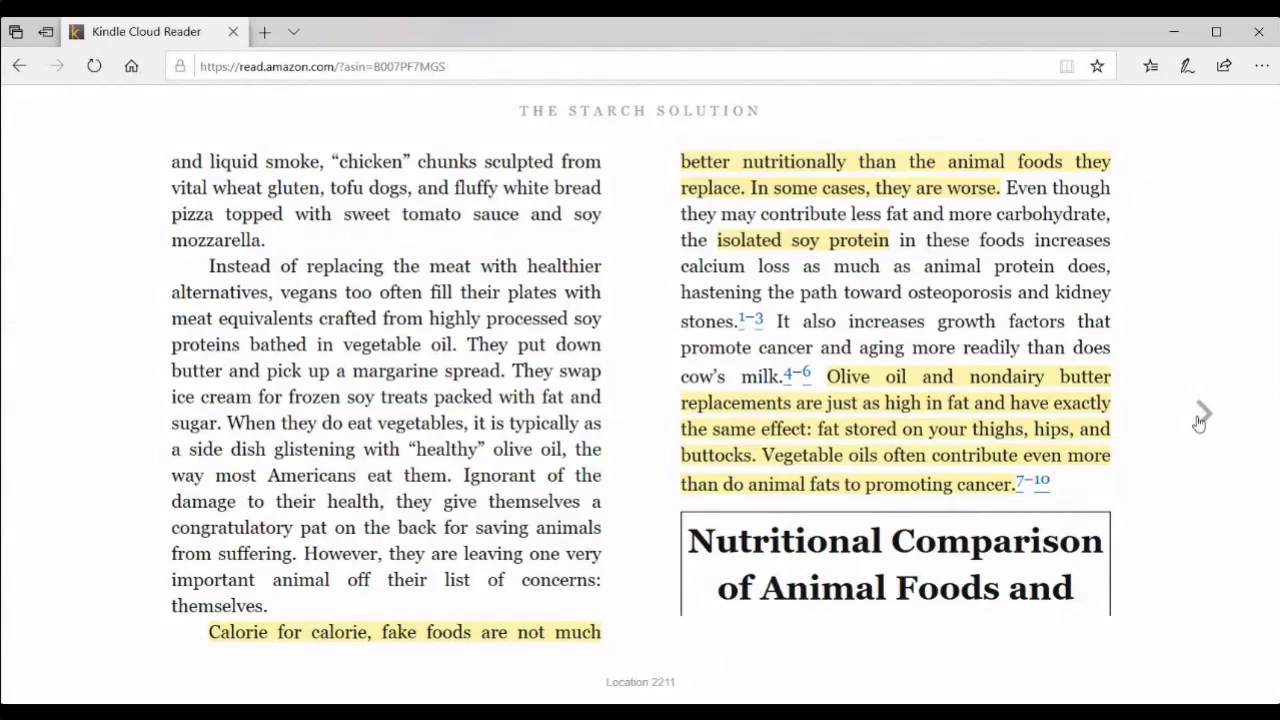 Kindle Cloud Reader
https://read.amazon.com/?asin=B007PF7MGS
THE STARCH SOLUTION
and liquid smoke, “chicken” chunks sculpted from
vital wheat gluten, tofu dogs, and fluffy white bread
pizza topped with sweet tomato sauce and soy
mozzarella.
Instead of replacing the meat with healthier
alternatives, vegans too often fill their plates with
meat equivalents crafted from highly processed soy
proteins bathed in vegetable oil. They put down
butter and pick up a margarine spread. They swap
ice cream for frozen soy treats packed with fat and
sugar. When they do eat vegetables, it is typically as
a side dish glistening with “healthy” olive oil, the
way most Americans eat them. Ignorant of the
damage to their health, they give themselves a
congratulatory pat on the back for saving animals
from suffering. However, they are leaving one very
important animal off their list of concerns:
themselves.
Calorie for calorie, fake foods are not much
better nutritionally than the animal foods they
replace. In some cases, they are worse. Even though
they may contribute less fat and more carbohydrate,
the isolated soy protein in these foods increases
calcium loss as much as animal protein does,
hastening the path toward osteoporosis and kidney
stones.1–3 It also increases growth factors that
promote cancer and aging more readily than does
cow’s milk.4–6 Olive oil and nondairy butter
replacements are just as high in fat and have exactly
the same effect: fat stored on your thighs, hips, and
buttocks. Vegetable oils often contribute even more
than do animal fats to promoting cancer.7–10
Nutritional Comparison
of Animal Foods and
Location 2211